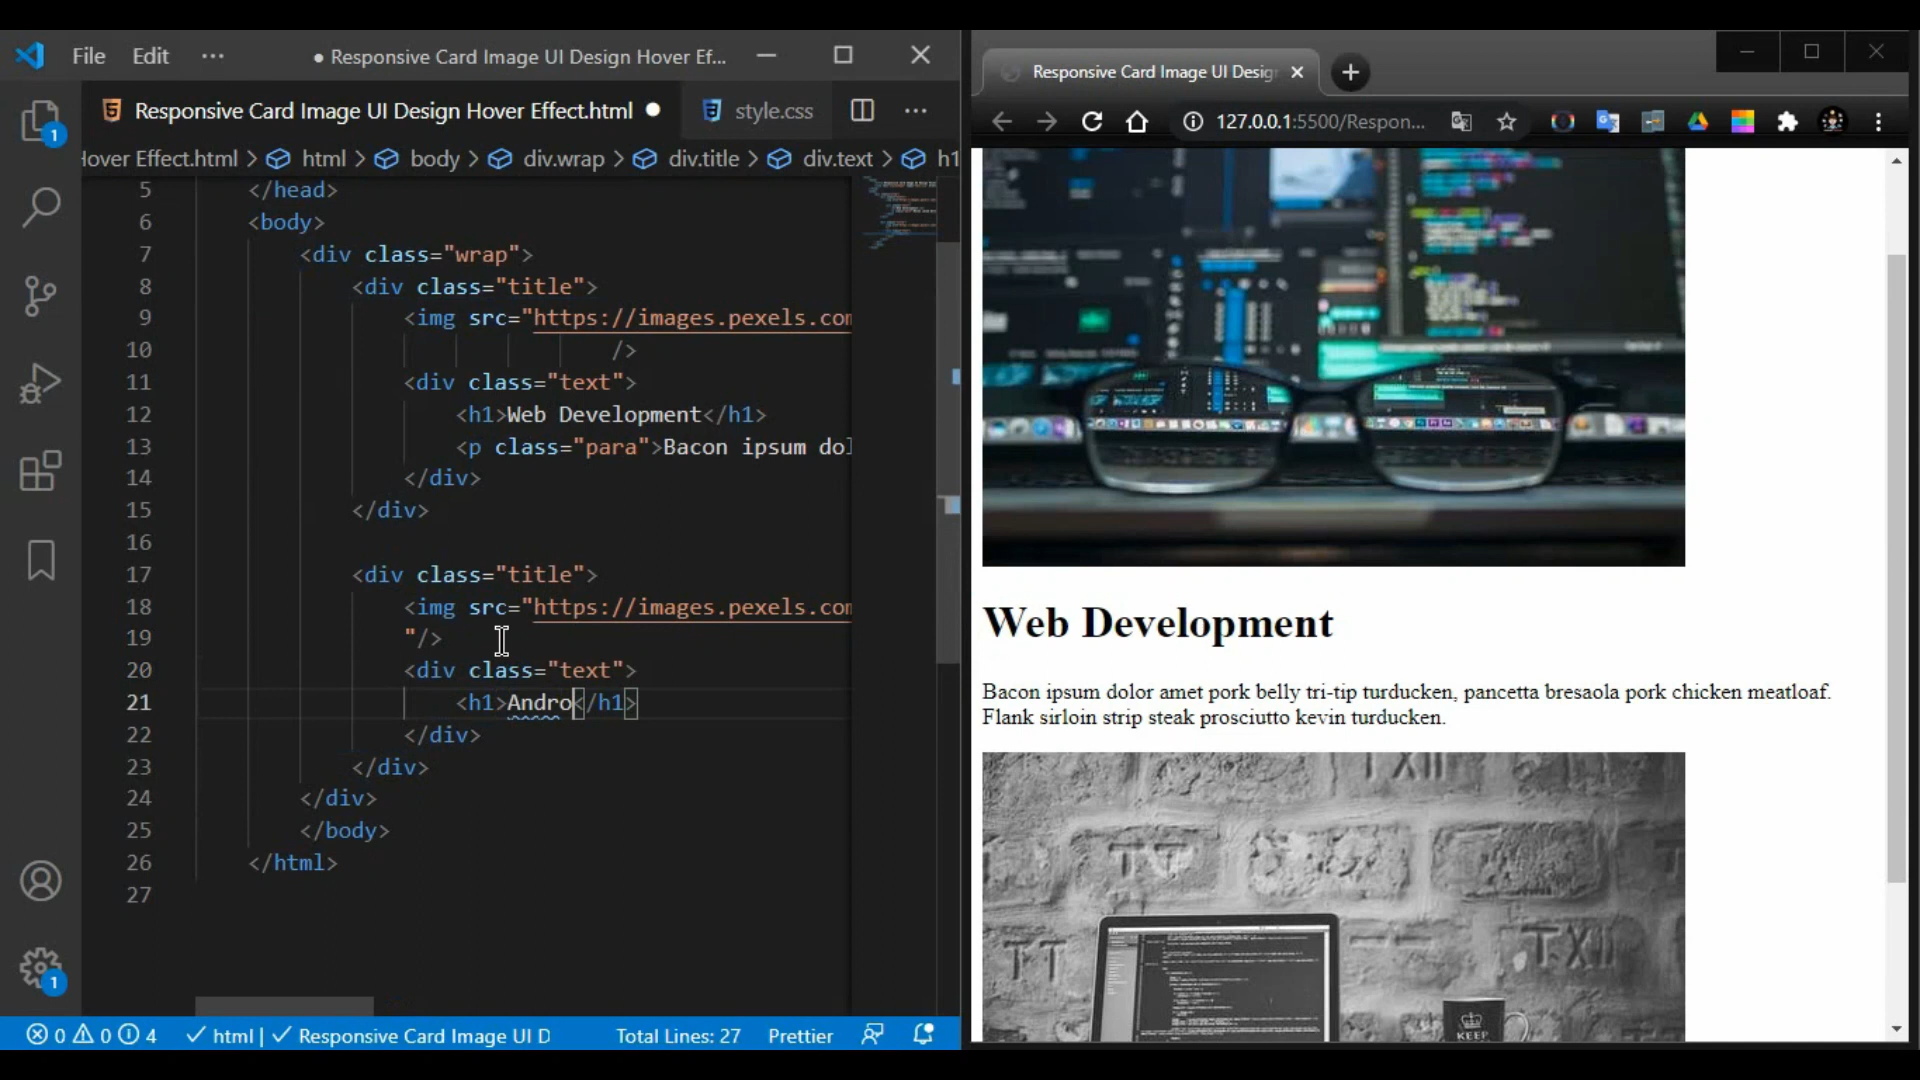 File Edit ··· ● Responsive Card Image UI Design Hover Ef...
Responsive Card Image UI Design Hover Effect.html ● style.css ···
Hover Effect.html > html > body > div.wrap > div.title > div.text > h1
5 </head>
6 <body>
7 <div class="wrap">
8 <div class="title">
9 <img src="https://images.pexels.com
10 />
11 <div class="text">
12 <h1>Web Development</h1>
13 <p class="para">Bacon ipsum dol
14 </div>
15 </div>
16
17 <div class="title">
18 <img src="https://images.pexels.com
19 "/>
20 <div class="text">
21 <h1>Andro</h1>
22 </div>
23 </div>
24 </div>
25 </body>
26 </html>
27
1
1
0 0 4 html | Responsive Card Image UI D Total Lines: 27 Prettier
Responsive Card Image UI Desig
127.0.0.1:5500/Respon...
Web Development
Bacon ipsum dolor amet pork belly tri-tip turducken, pancetta bresaola pork chicken meatloaf.
Flank sirloin strip steak prosciutto kevin turducken.
KEEP